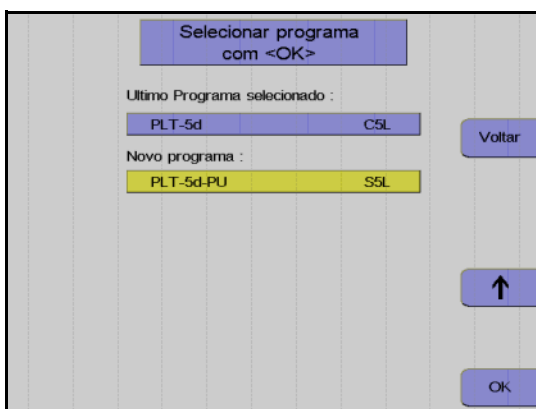 Selecionar programa
com <OK>
Ultimo Programa selecionado :
PLT-5d C5L
Voltar
Novo programa :
PLT-5d-PU S5L
↑
OK